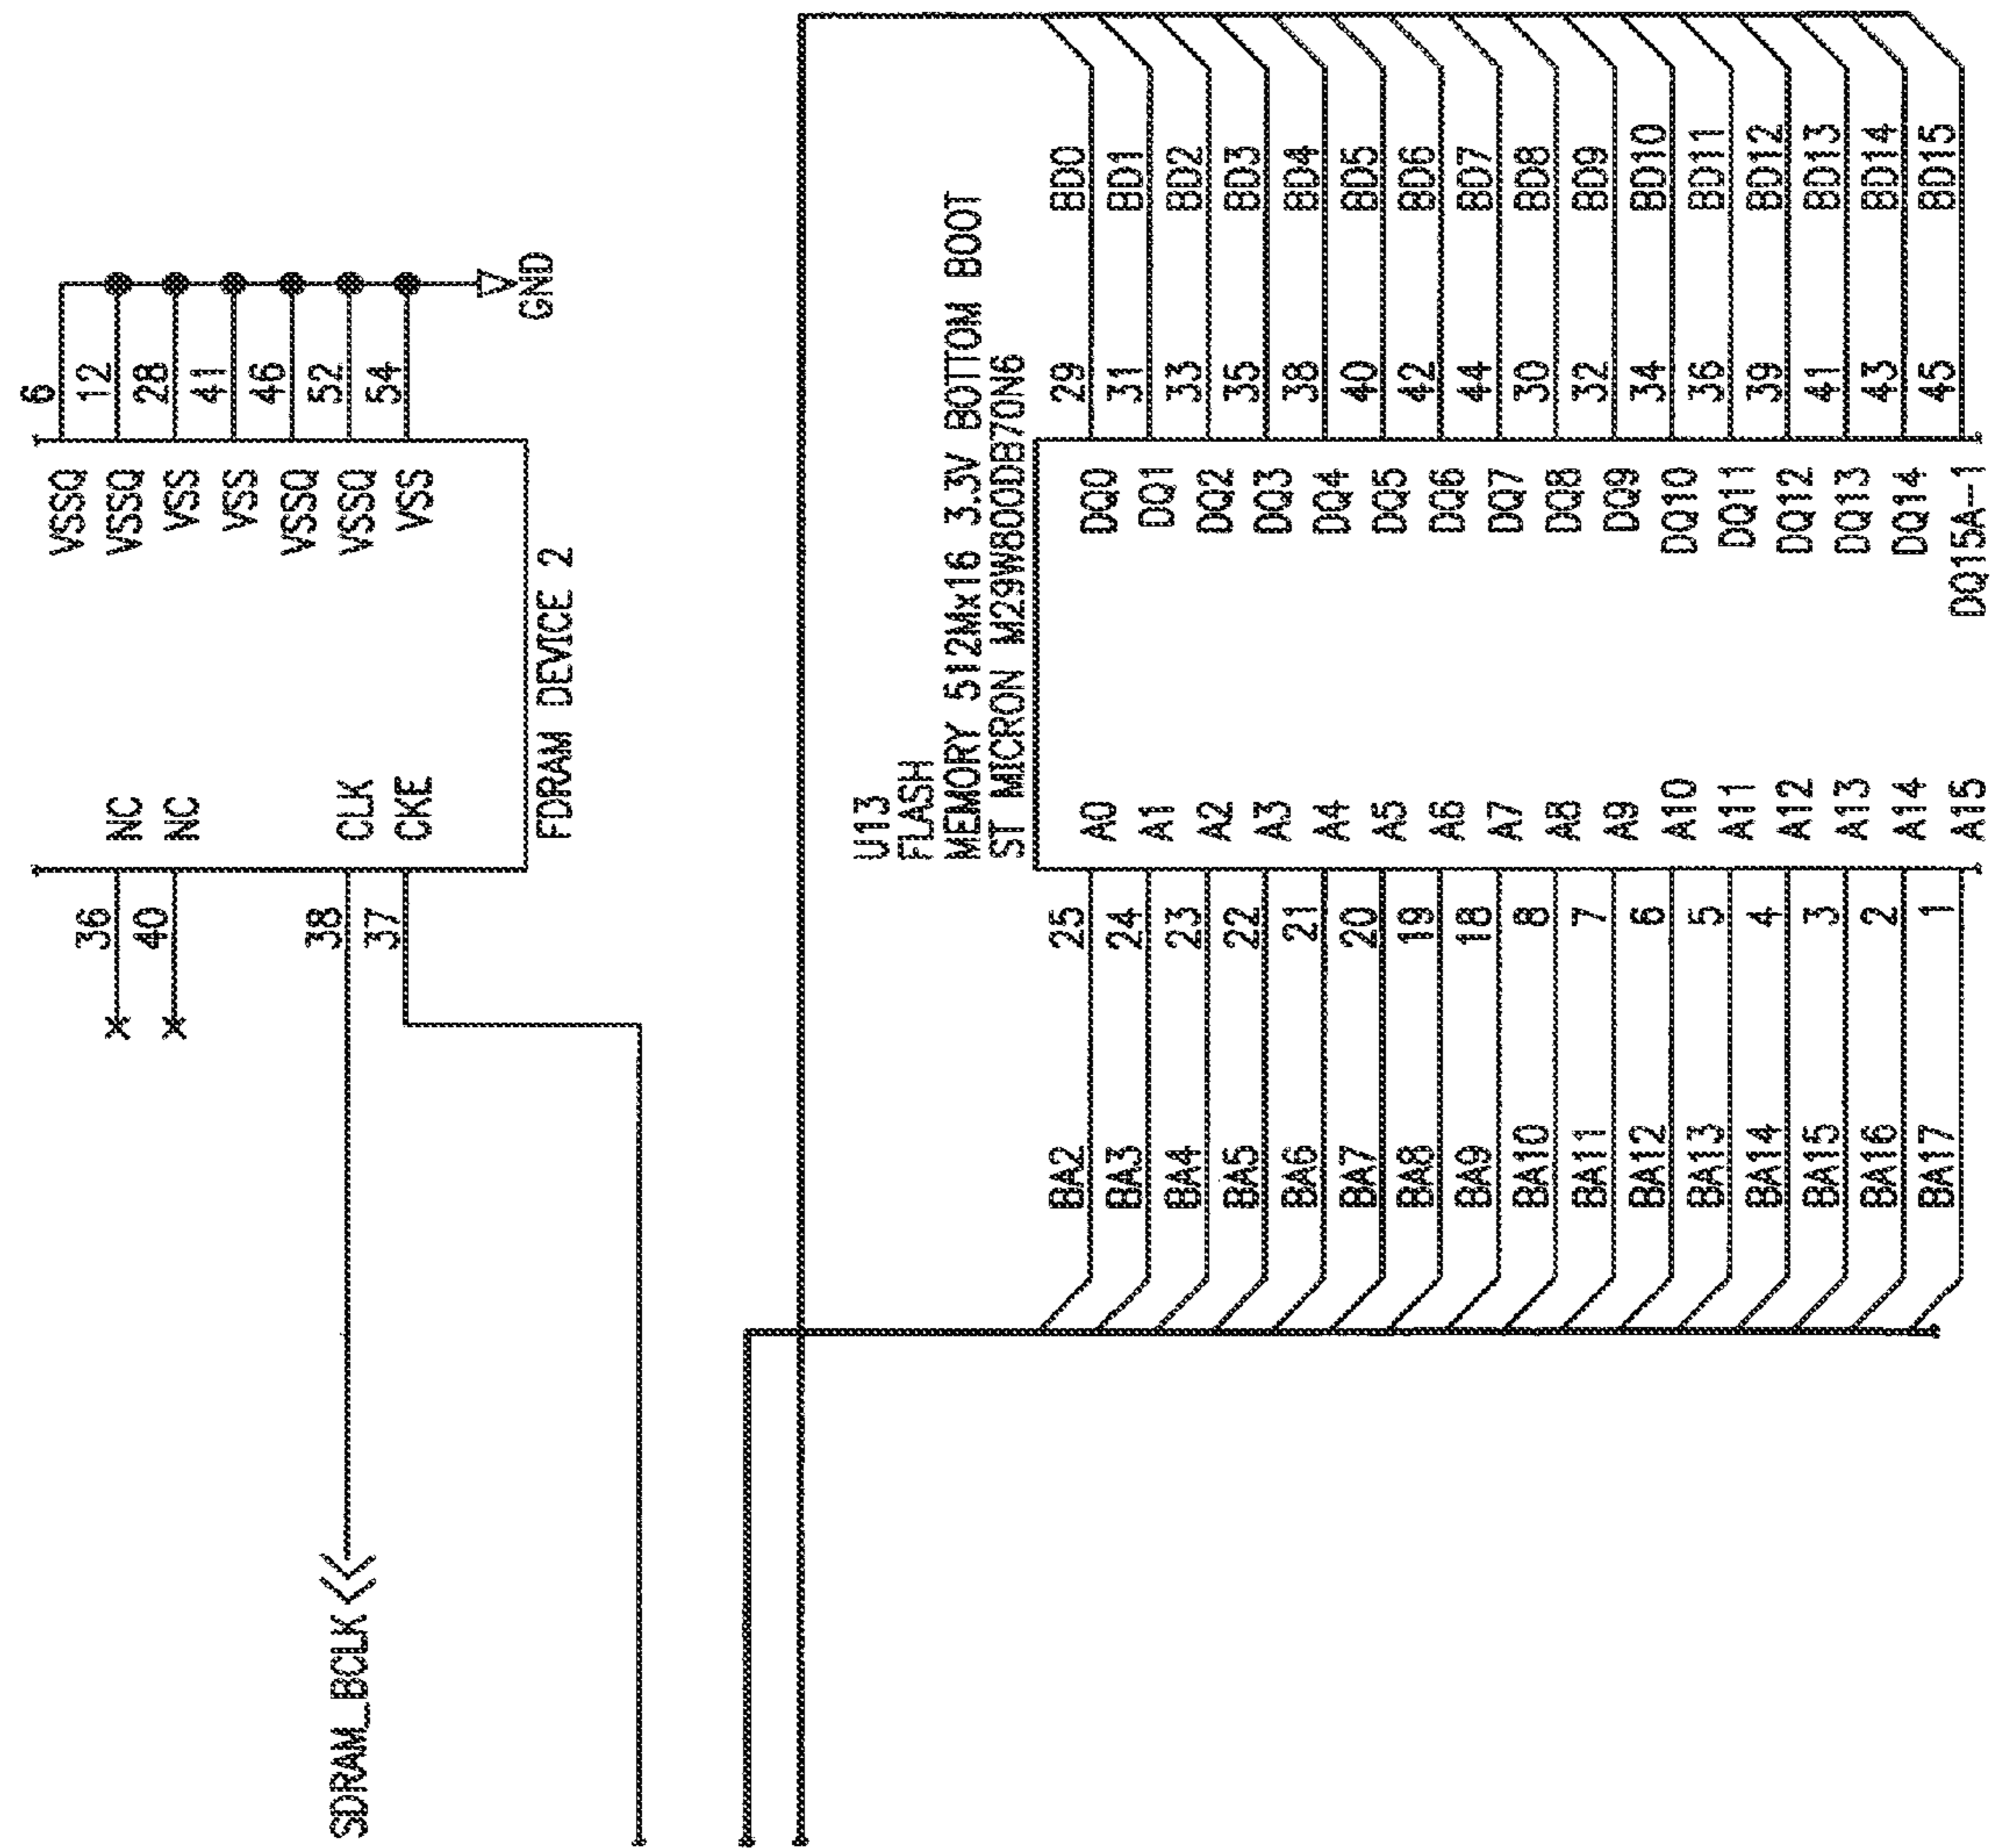 VSSQ 6
36 NC VSSQ 12
40 NC VSS 28
VSS 41
VSSQ 46
SDRAM_BCLK 38 CLK VSSQ 52
37 CKE VSS 54
GND
FDRAM DEVICE 2
U13
FLASH
MEMORY 512Mx16 3.3V BOTTOM BOOT
ST MICRON M29W800DB70N6
BA2 25 A0 DQ0 29 BD0
BA3 24 A1 DQ1 31 BD1
BA4 23 A2 DQ2 33 BD2
BA5 22 A3 DQ3 35 BD3
BA6 21 A4 DQ4 38 BD4
BA7 20 A5 DQ5 40 BD5
BA8 19 A6 DQ6 42 BD6
BA9 18 A7 DQ7 44 BD7
BA10 8 A8 DQ8 30 BD8
BA11 7 A9 DQ9 32 BD9
BA12 6 A10 DQ10 34 BD10
BA13 5 A11 DQ11 36 BD11
BA14 4 A12 DQ12 39 BD12
BA15 3 A13 DQ13 41 BD13
BA16 2 A14 DQ14 43 BD14
BA17 1 A15 DQ15A--1 45 BD15